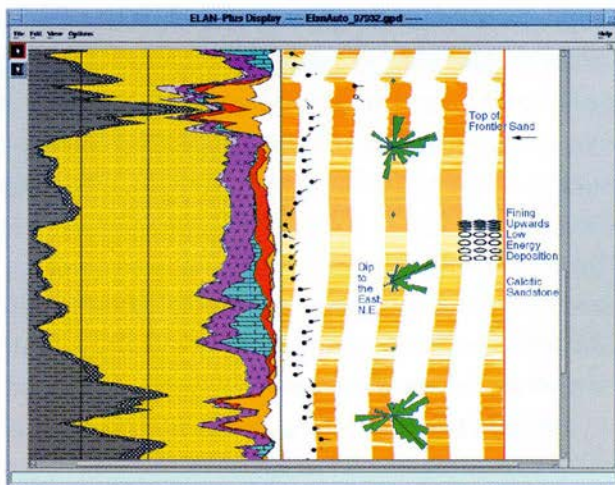 ELAN-Plus Display ---- ElanAuto_97932.gpd ----
File Edit View Options Help
Top of
Frontier Sand
Fining
Upwards
Low
Energy
Deposition
Dip
to
the
East,
N.E.
Calcitic
Sandstone